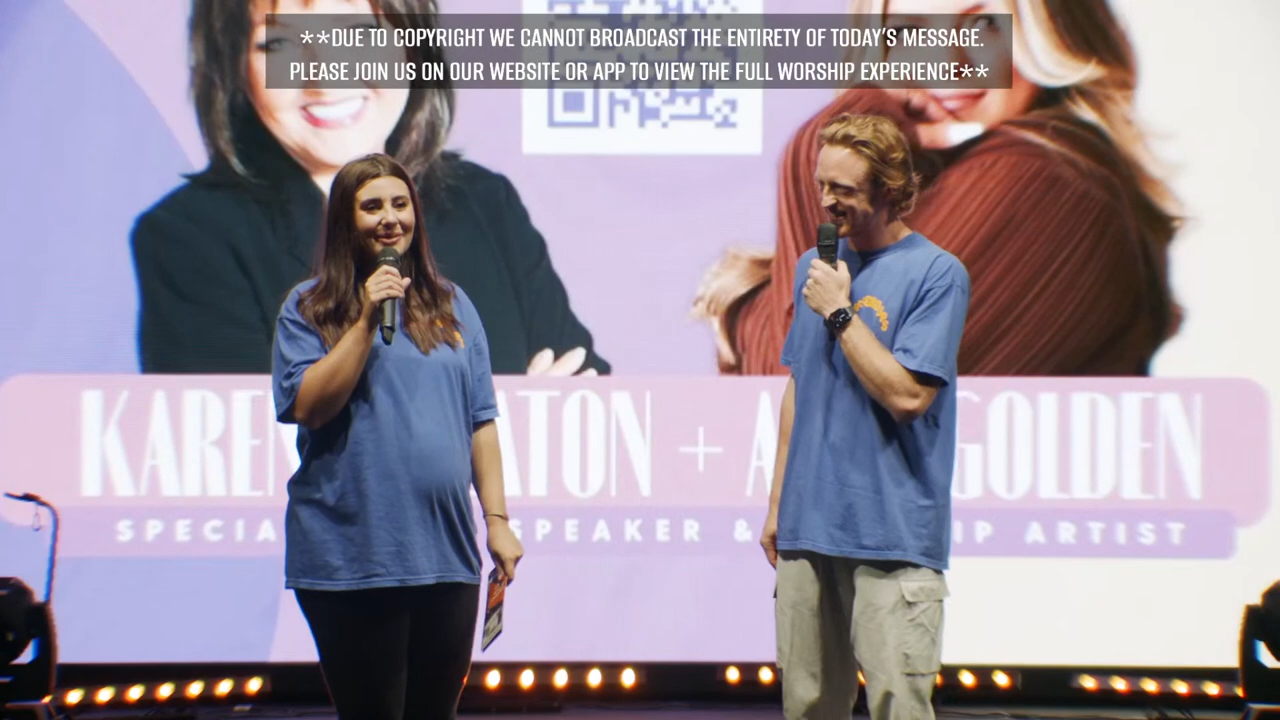 **DUE TO COPYRIGHT WE CANNOT BROADCAST THE ENTIRETY OF TODAY'S MESSAGE.
PLEASE JOIN US ON OUR WEBSITE OR APP TO VIEW THE FULL WORSHIP EXPERIENCE**
KAREN ATON + A GOLDEN
SPECIA SPEAKER & IP ARTIST